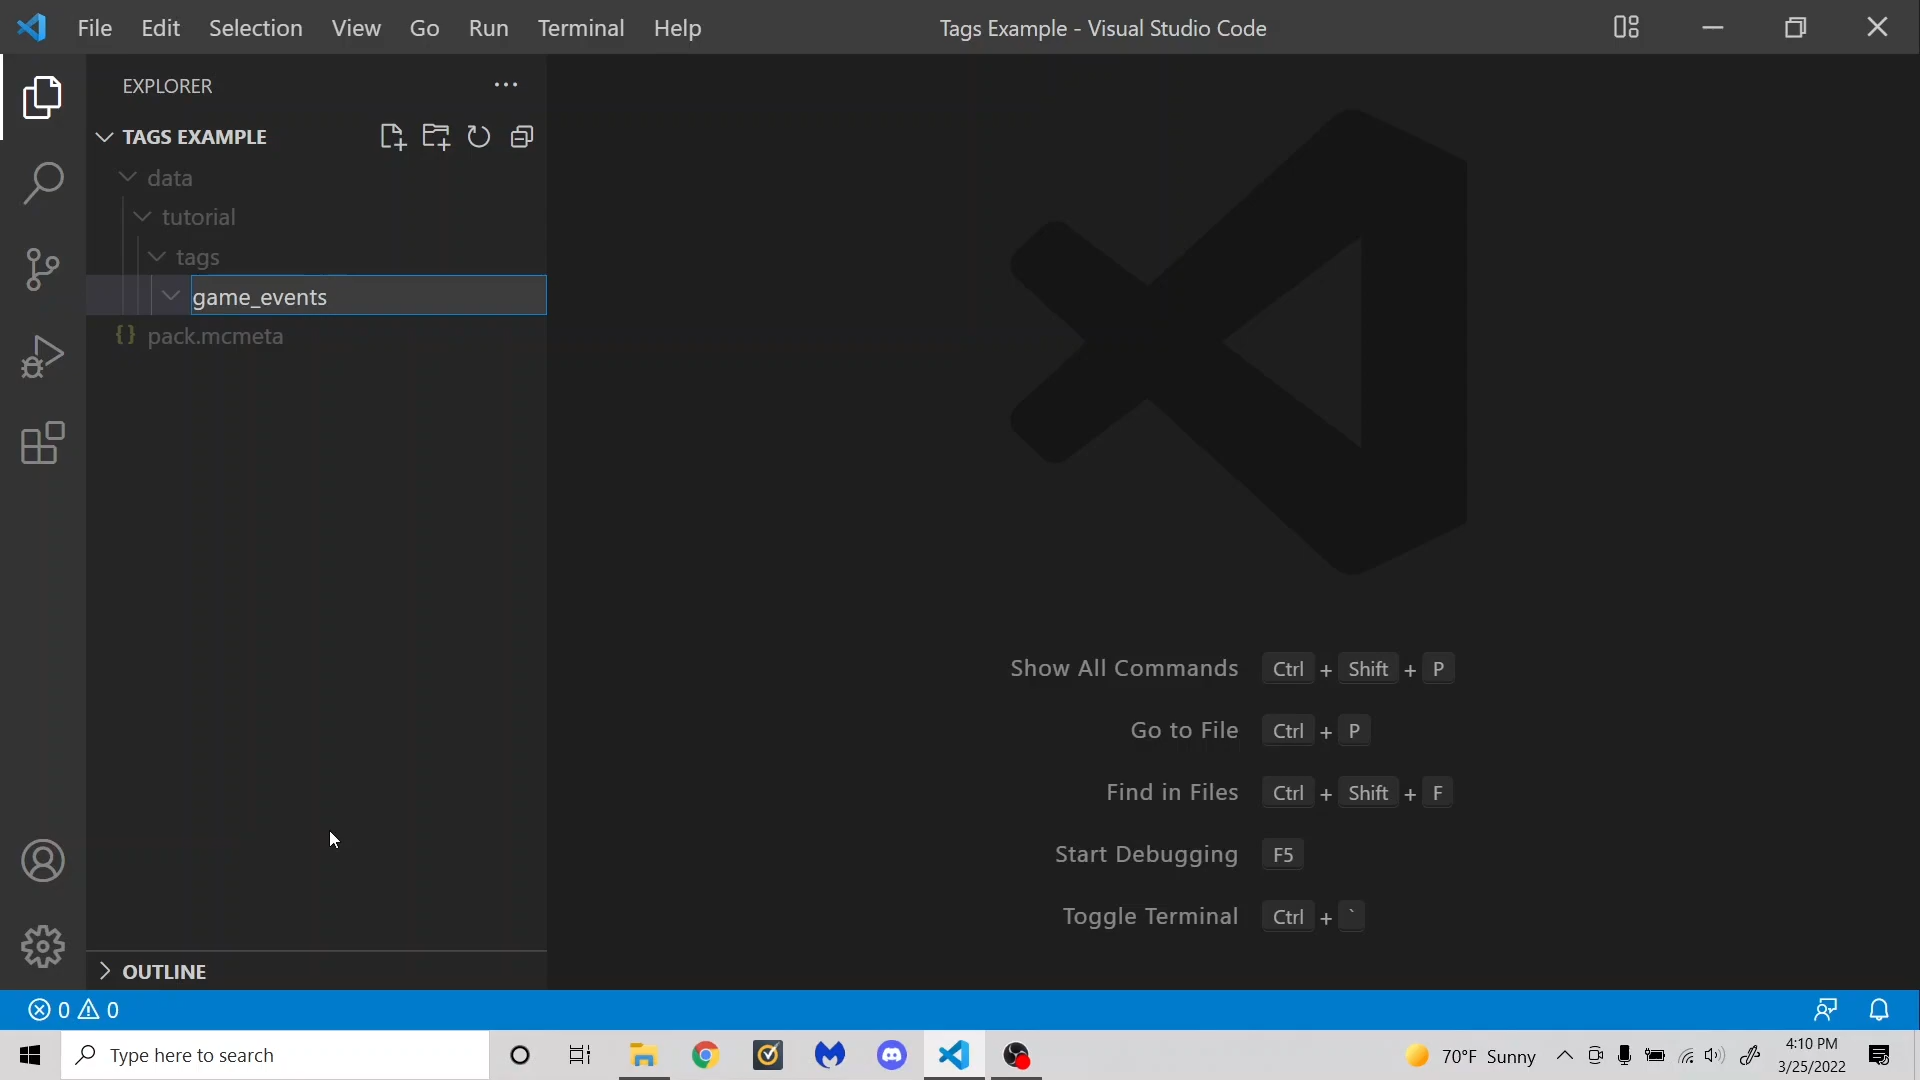 File Edit Selection View Go Run Terminal Help Tags Example - Visual Studio Code
EXPLORER
TAGS EXAMPLE
data
tutorial
tags
game_events
{} pack.mcmeta
Show All Commands Ctrl + Shift + P
Go to File Ctrl + P
Find in Files Ctrl + Shift + F
Start Debugging F5
Toggle Terminal Ctrl + `
OUTLINE
0 0
Type here to search 70°F Sunny 4:10 PM
3/25/2022